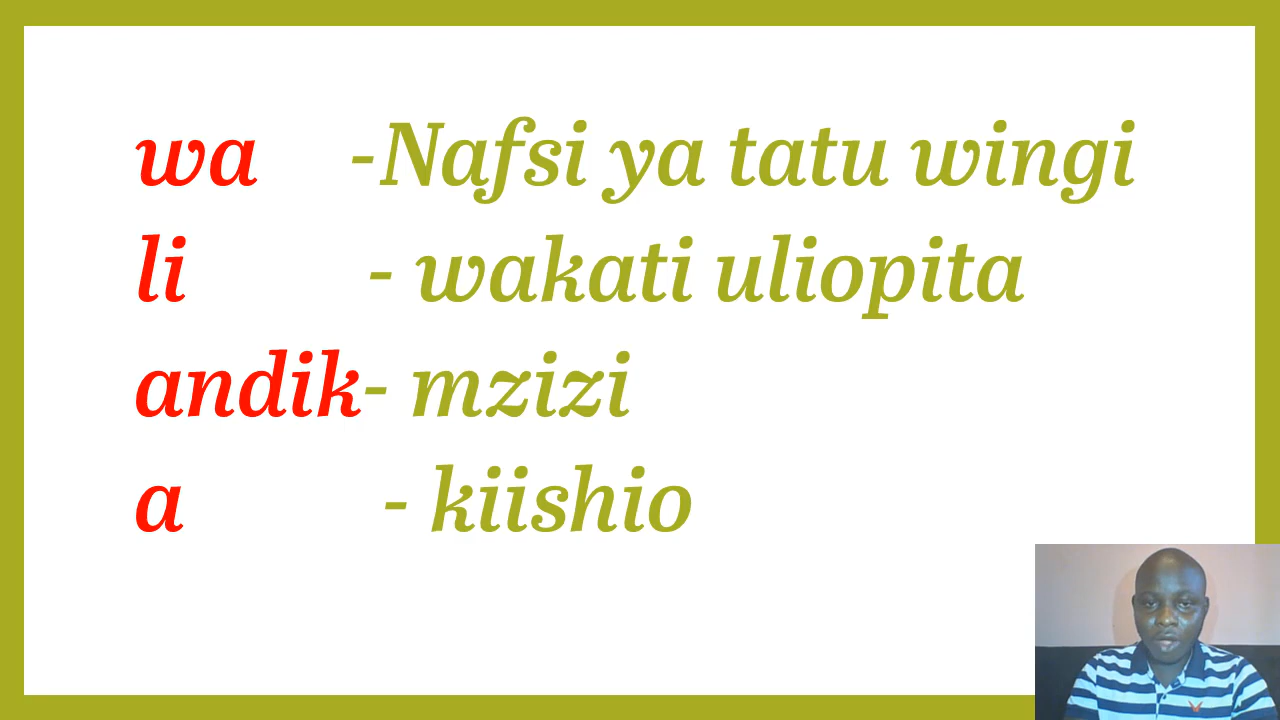 wa -Nafsi ya tatu wingi
li - wakati uliopita
andik- mzizi
a - kiishio